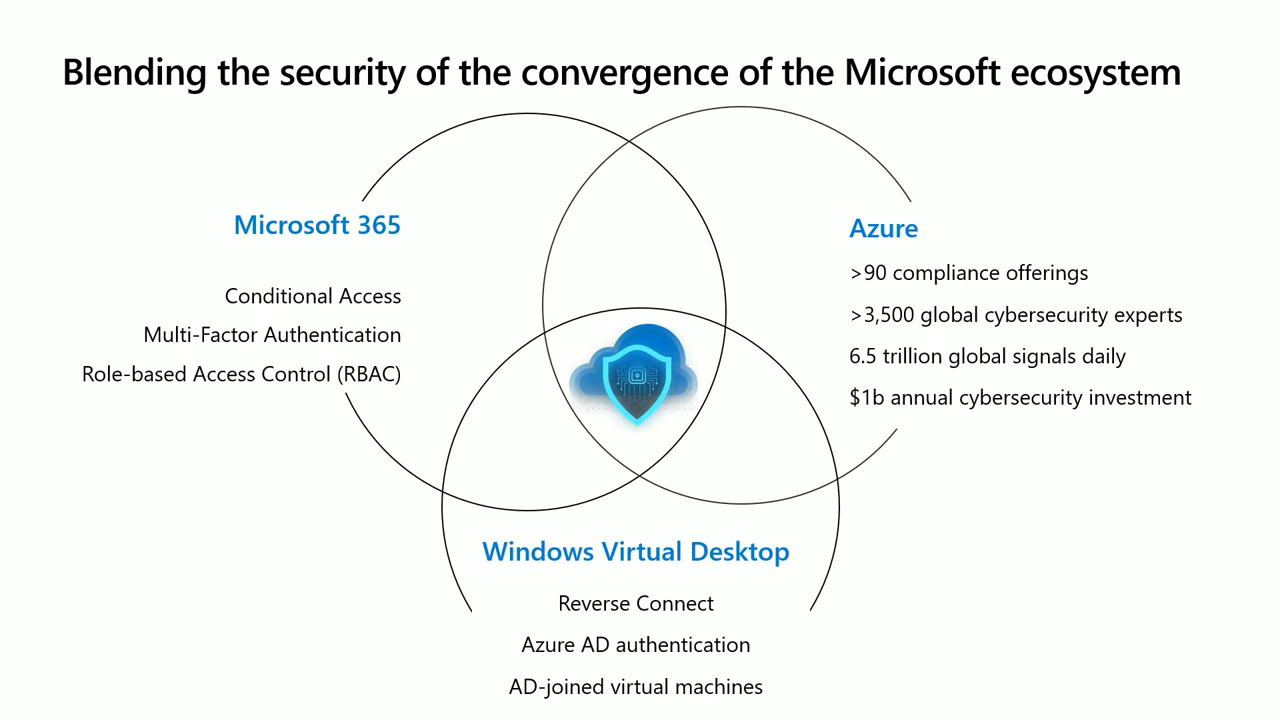 Blending the security of the convergence of the Microsoft ecosystem
Microsoft 365
Conditional Access
Multi-Factor Authentication
Role-based Access Control (RBAC)
Azure
>90 compliance offerings
>3,500 global cybersecurity experts
6.5 trillion global signals daily
$1b annual cybersecurity investment
Windows Virtual Desktop
Reverse Connect
Azure AD authentication
AD-joined virtual machines